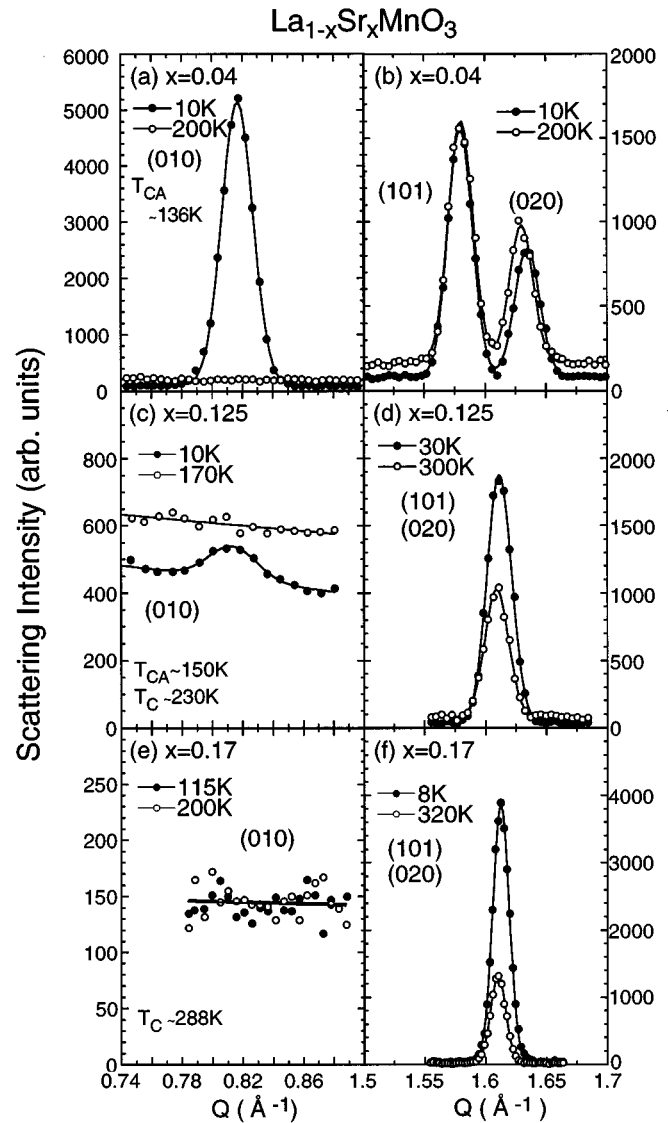 La1-xSrxMnO3
Scattering Intensity (arb. units)
(a) x=0.04
10K
200K
(010)
TCA
~136K
6000
5000
4000
3000
2000
1000
0
(b) x=0.04
10K
200K
(101)
(020)
2000
1500
1000
500
0
(c) x=0.125
10K
170K
(010)
TCA~150K
TC~230K
800
600
400
200
0
(d) x=0.125
30K
300K
(101)
(020)
2000
1500
1000
500
0
(e) x=0.17
115K
200K
(010)
TC~288K
250
200
150
100
50
0
(f) x=0.17
8K
320K
(101)
(020)
4000
3000
2000
1000
0
0.74 0.78 0.82 0.86 1.5 1.55 1.6 1.65 1.7
Q ( Å-1)
Q ( Å-1)